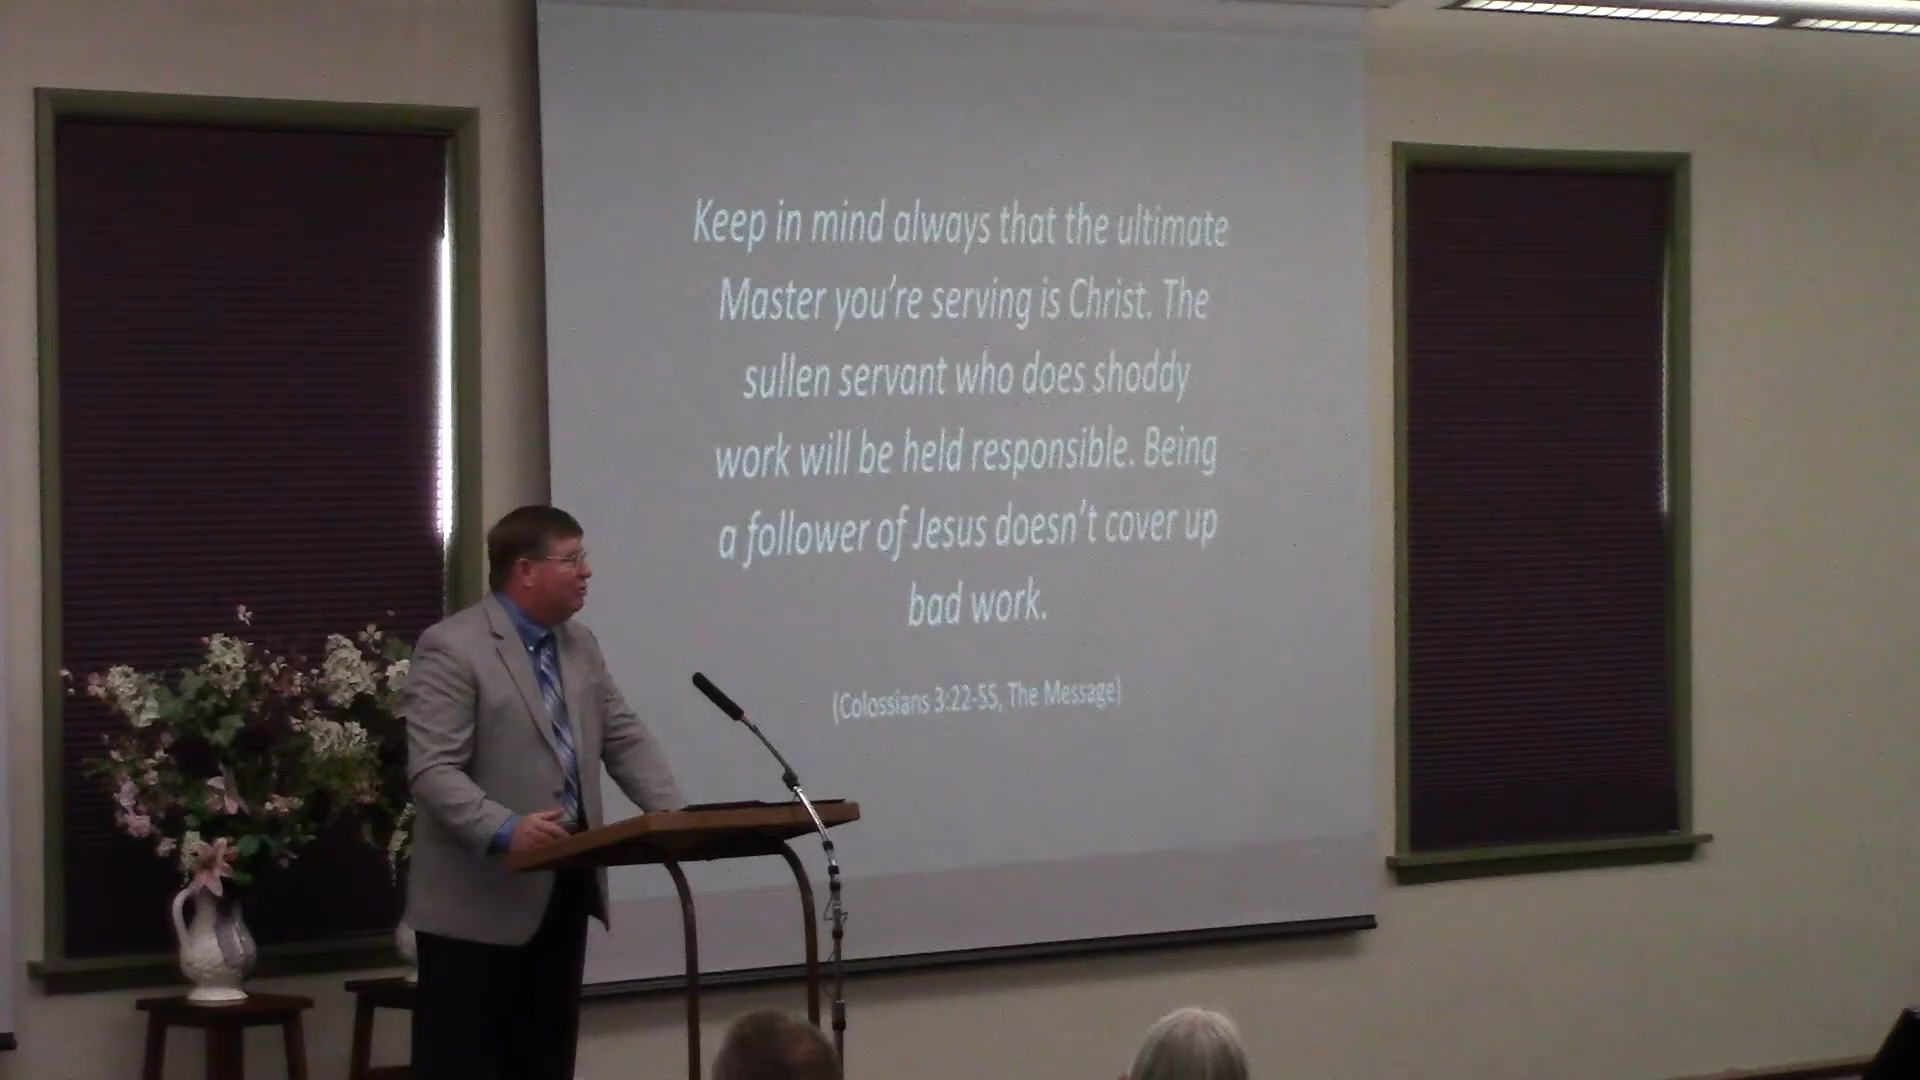 Keep in mind always that the ultimate
Master you're serving is Christ. The
sullen servant who does shoddy
work will be held responsible. Being
a follower of Jesus doesn't cover up
bad work.
(Colossians 3:22-55, The Message)